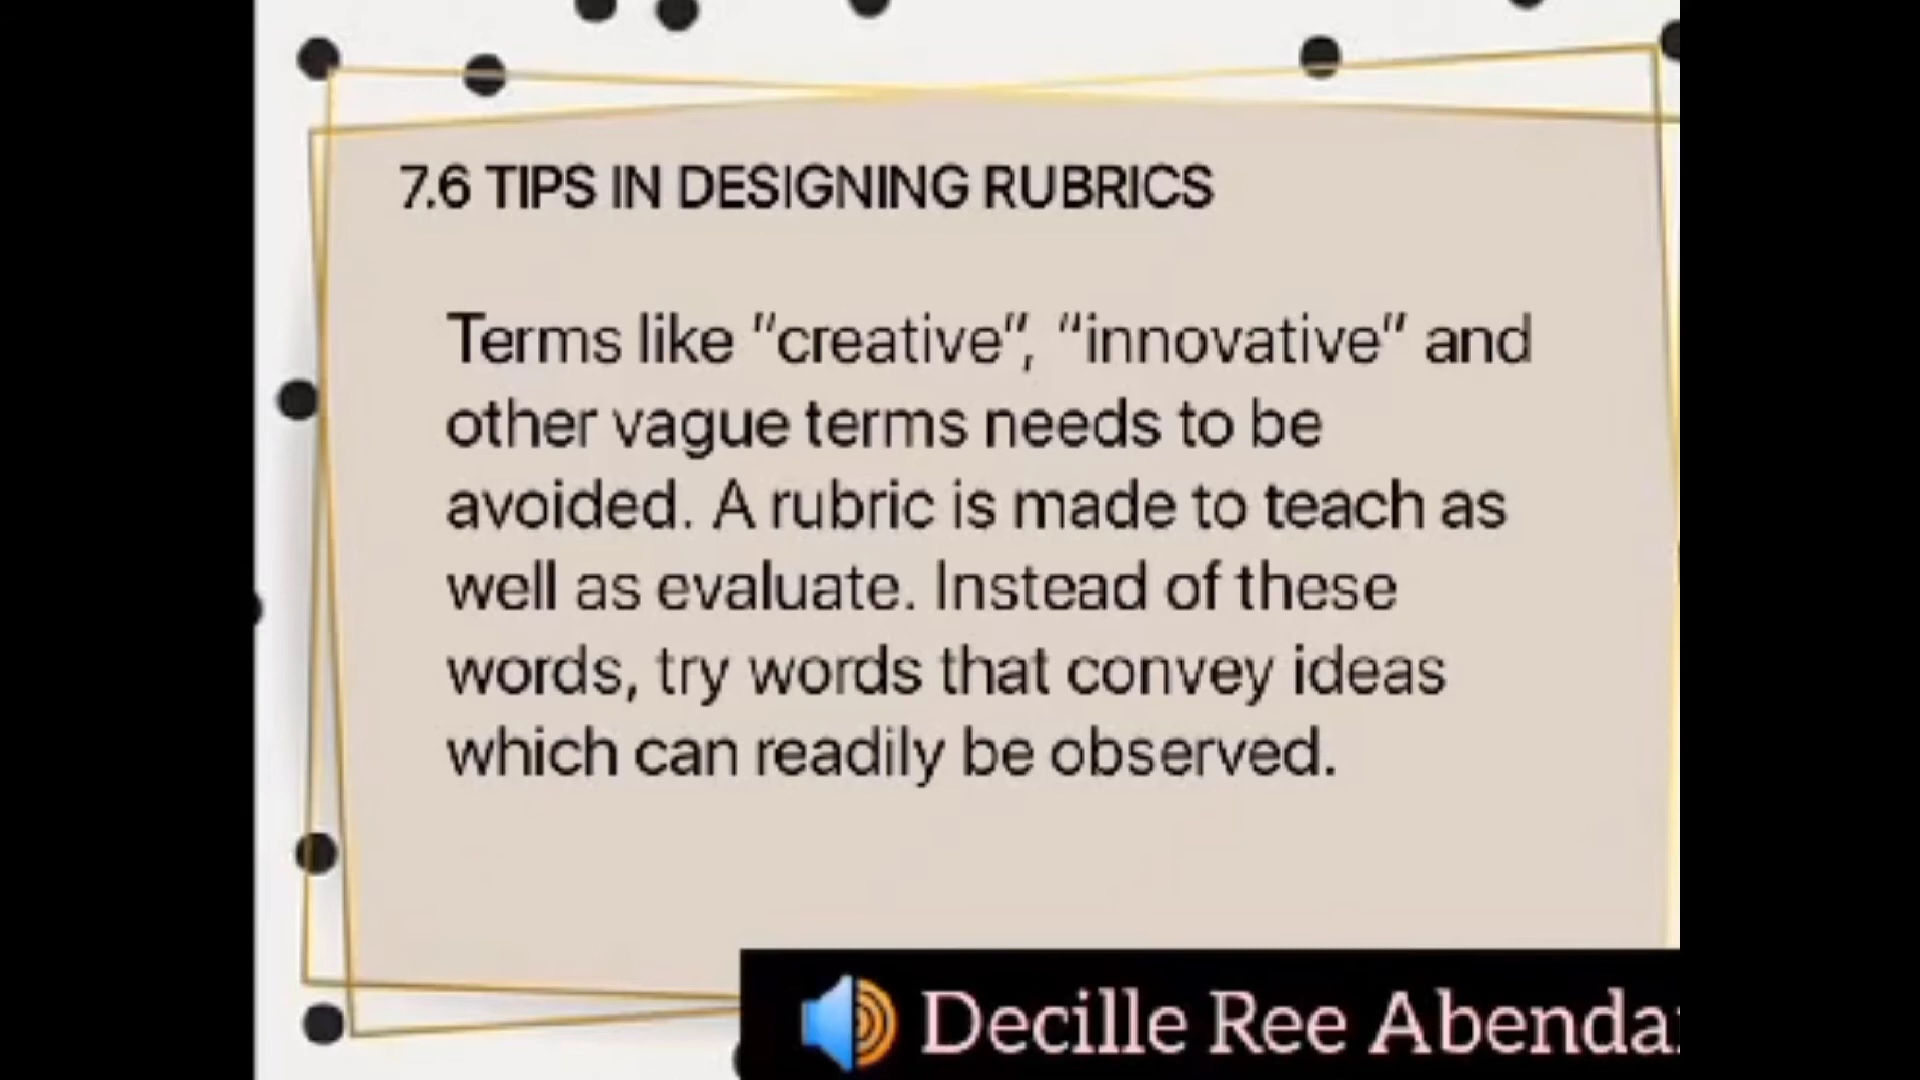 7.6 TIPS IN DESIGNING RUBRICS
Terms like "creative", "innovative" and
other vague terms needs to be
avoided. A rubric is made to teach as
well as evaluate. Instead of these
words, try words that convey ideas
which can readily be observed.
Decille Ree